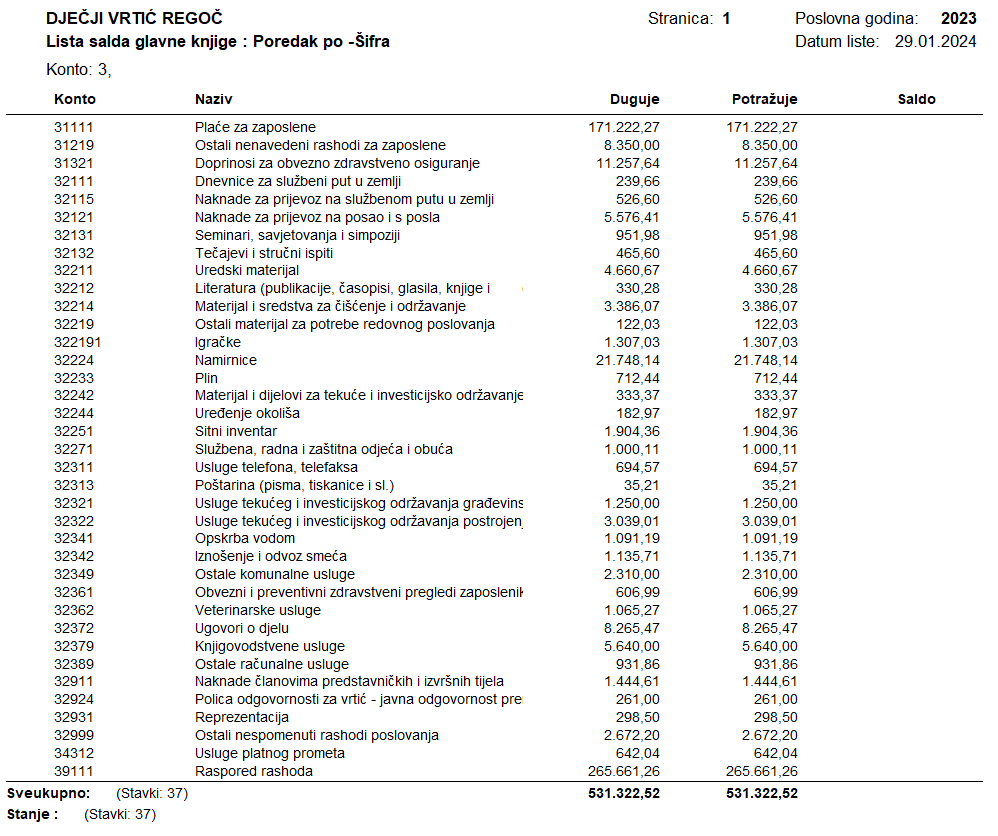 DJEČJI VRTIĆ REGOČ Stranica: 1 Poslovna godina: 2023
Lista salda glavne knjige : Poredak po -Šifra Datum liste: 29.01.2024
Konto: 3,
Konto Naziv Duguje Potražuje Saldo
31111 Plaće za zaposlene 171.222,27 171.222,27
31219 Ostali nenavedeni rashodi za zaposlene 8.350,00 8.350,00
31321 Doprinosi za obvezno zdravstveno osiguranje 11.257,64 11.257,64
32111 Dnevnice za službeni put u zemlji 239,66 239,66
32115 Naknade za prijevoz na službenom putu u zemlji 526,60 526,60
32121 Naknade za prijevoz na posao i s posla 5.576,41 5.576,41
32131 Seminari, savjetovanja i simpoziji 951,98 951,98
32132 Tečajevi i stručni ispiti 465,60 465,60
32211 Uredski materijal 4.660,67 4.660,67
32212 Literatura (publikacije, časopisi, glasila, knjige i 330,28 330,28
32214 Materijal i sredstva za čišćenje i održavanje 3.386,07 3.386,07
32219 Ostali materijal za potrebe redovnog poslovanja 122,03 122,03
322191 Igračke 1.307,03 1.307,03
32224 Namirnice 21.748,14 21.748,14
32233 Plin 712,44 712,44
32242 Materijal i dijelovi za tekuće i investicijsko održavanje 333,37 333,37
32244 Uređenje okoliša 182,97 182,97
32251 Sitni inventar 1.904,36 1.904,36
32271 Službena, radna i zaštitna odjeća i obuća 1.000,11 1.000,11
32311 Usluge telefona, telefaksa 694,57 694,57
32313 Poštarina (pisma, tiskanice i sl.) 35,21 35,21
32321 Usluge tekućeg i investicijskog održavanja građevins 1.250,00 1.250,00
32322 Usluge tekućeg i investicijskog održavanja postrojenj 3.039,01 3.039,01
32341 Opskrba vodom 1.091,19 1.091,19
32342 Iznošenje i odvoz smeća 1.135,71 1.135,71
32349 Ostale komunalne usluge 2.310,00 2.310,00
32361 Obvezni i preventivni zdravstveni pregledi zaposlenik 606,99 606,99
32362 Veterinarske usluge 1.065,27 1.065,27
32372 Ugovori o djelu 8.265,47 8.265,47
32379 Knjigovodstvene usluge 5.640,00 5.640,00
32389 Ostale računalne usluge 931,86 931,86
32911 Naknade članovima predstavničkih i izvršnih tijela 1.444,61 1.444,61
32924 Polica odgovornosti za vrtić - javna odgovornost pre 261,00 261,00
32931 Reprezentacija 298,50 298,50
32999 Ostali nespomenuti rashodi poslovanja 2.672,20 2.672,20
34312 Usluge platnog prometa 642,04 642,04
39111 Raspored rashoda 265.661,26 265.661,26
Sveukupno: (Stavki: 37) 531.322,52 531.322,52
Stanje : (Stavki: 37)